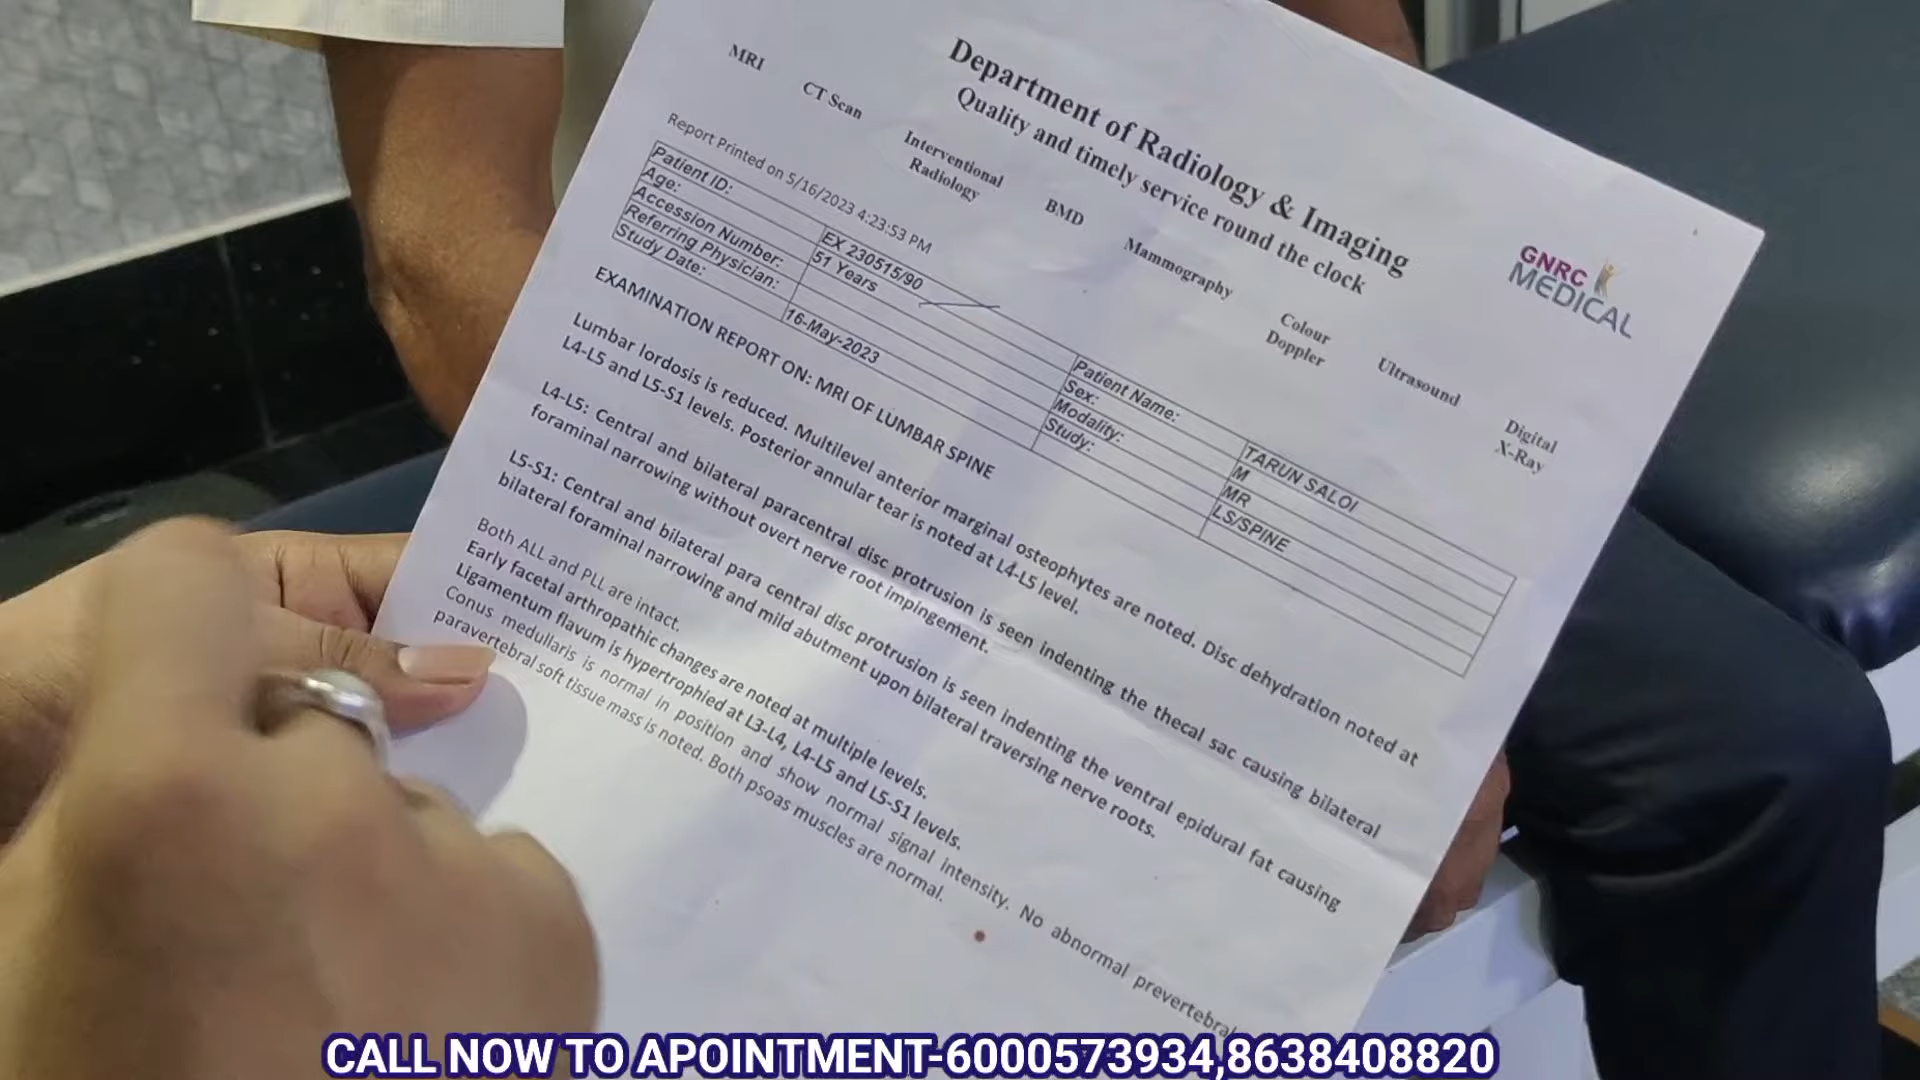 Department of Radiology & Imaging
Quality and timely service round the clock
GNRC
MEDICAL
MRI
CT Scan
Interventional
Radiology
BMD
Mammography
Colour
Doppler
Ultrasound
Digital
X-Ray
Report Printed on 5/16/2023 4:23:53 PM
Patient ID: EX 230515/90 Patient Name: TARUN SALOI
Age: 51 Years Sex: M
Accession Number: Modality: MR
Referring Physician: Study: LS/SPINE
Study Date: 16-May-2023
EXAMINATION REPORT ON: MRI OF LUMBAR SPINE
Lumbar lordosis is reduced. Multilevel anterior marginal osteophytes are noted. Disc dehydration noted at
L4-L5 and L5-S1 levels. Posterior annular tear is noted at L4-L5 level.
L4-L5: Central and bilateral paracentral disc protrusion is seen indenting the thecal sac causing bilateral
foraminal narrowing without overt nerve root impingement.
L5-S1: Central and bilateral para central disc protrusion is seen indenting the ventral epidural fat causing
bilateral foraminal narrowing and mild abutment upon bilateral traversing nerve roots.
Both ALL and PLL are intact.
Early facetal arthropathic changes are noted at multiple levels.
Ligamentum flavum is hypertrophled at L3-L4, L4-L5 and L5-S1 levels.
Conus medullaris is normal in position and show normal signal intensity. No abnormal prevertebral
paravertebral soft tissue mass is noted. Both psoas muscles are normal.
CALL NOW TO APOINTMENT-6000573934,8638408820